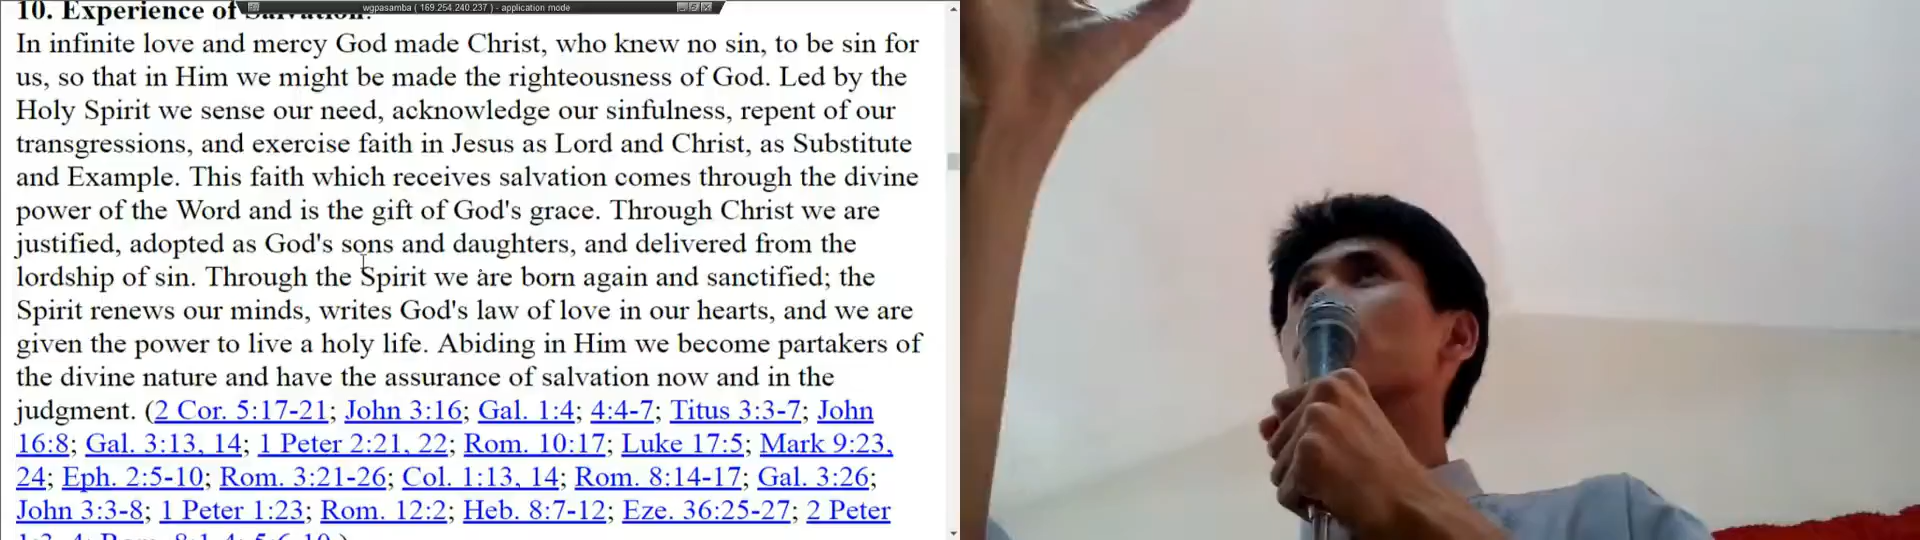 wgpasamba ( 169.254.240.237 ) - application mode
10. Experience of Salvation:
In infinite love and mercy God made Christ, who knew no sin, to be sin for
us, so that in Him we might be made the righteousness of God. Led by the
Holy Spirit we sense our need, acknowledge our sinfulness, repent of our
transgressions, and exercise faith in Jesus as Lord and Christ, as Substitute
and Example. This faith which receives salvation comes through the divine
power of the Word and is the gift of God's grace. Through Christ we are
justified, adopted as God's sons and daughters, and delivered from the
lordship of sin. Through the Spirit we are born again and sanctified; the
Spirit renews our minds, writes God's law of love in our hearts, and we are
given the power to live a holy life. Abiding in Him we become partakers of
the divine nature and have the assurance of salvation now and in the
judgment. (2 Cor. 5:17-21; John 3:16; Gal. 1:4; 4:4-7; Titus 3:3-7; John
16:8; Gal. 3:13, 14; 1 Peter 2:21, 22; Rom. 10:17; Luke 17:5; Mark 9:23,
24; Eph. 2:5-10; Rom. 3:21-26; Col. 1:13, 14; Rom. 8:14-17; Gal. 3:26;
John 3:3-8; 1 Peter 1:23; Rom. 12:2; Heb. 8:7-12; Eze. 36:25-27; 2 Peter
1:3, 4; Rom. 8:1-4; 5:6-10.)